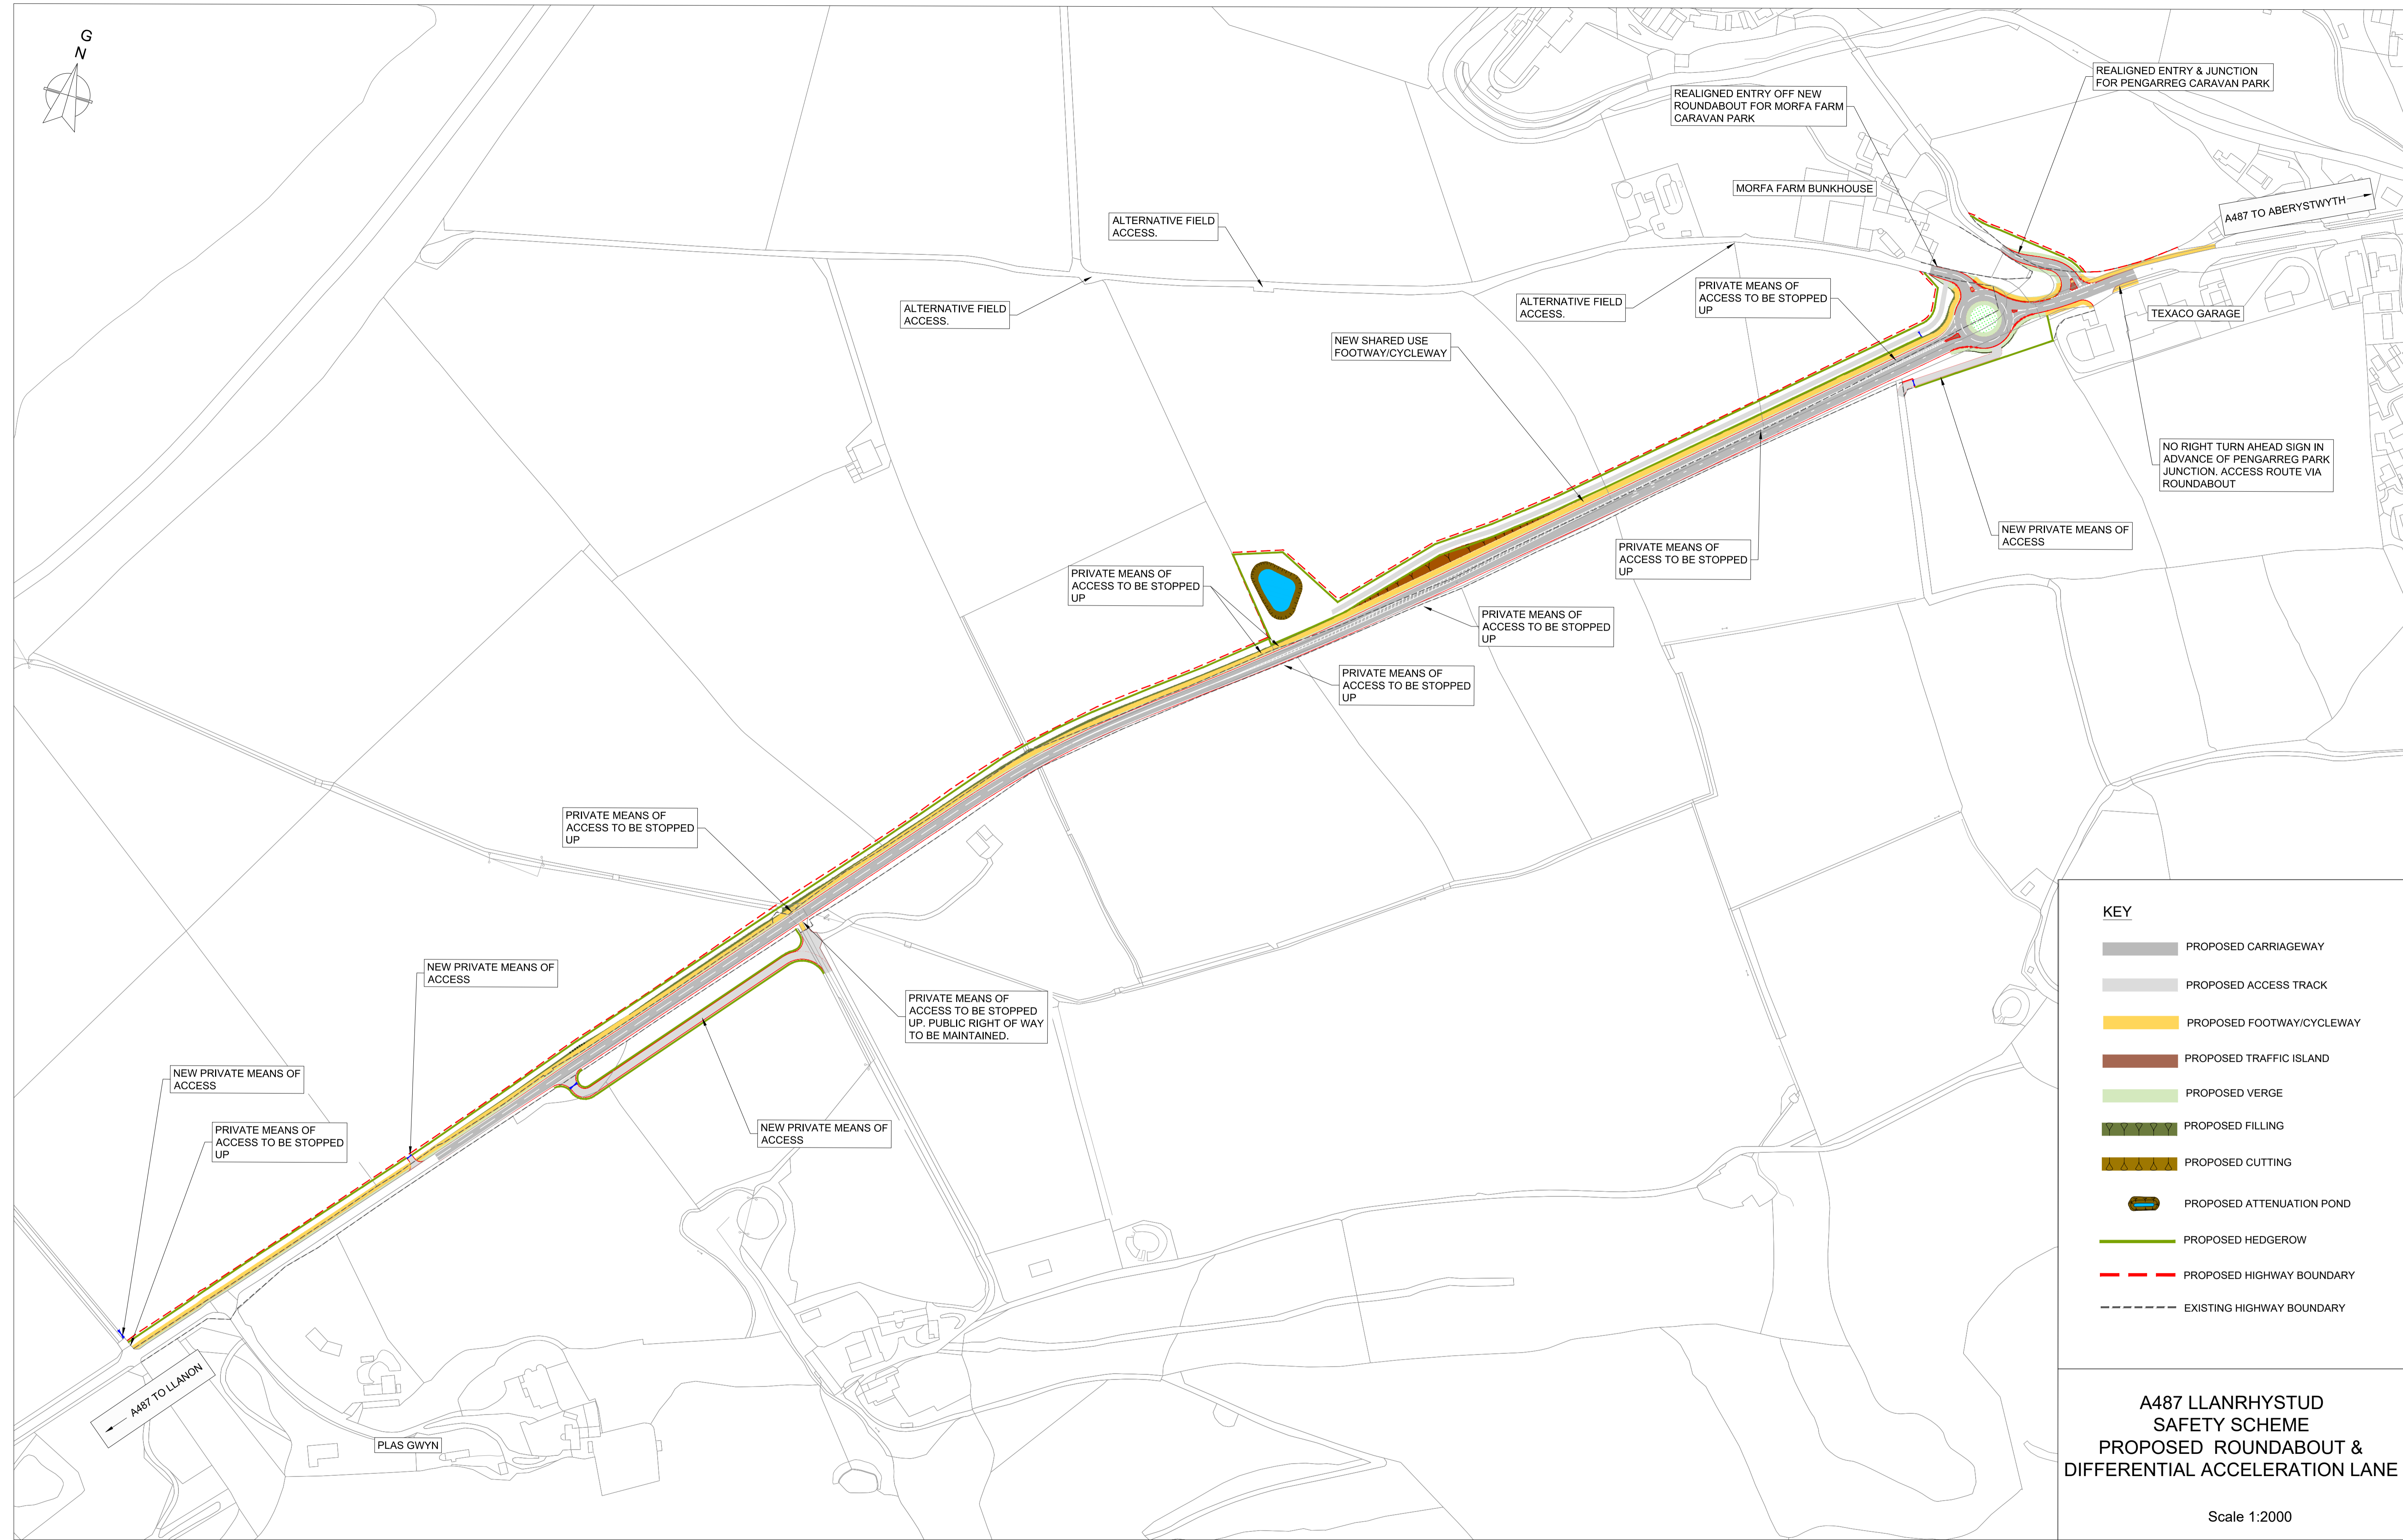 G
N
REALIGNED ENTRY & JUNCTION
FOR PENGARREG CARAVAN PARK
REALIGNED ENTRY OFF NEW
ROUNDABOUT FOR MORFA FARM
CARAVAN PARK
MORFA FARM BUNKHOUSE
A487 TO ABERYSTWYTH
ALTERNATIVE FIELD
ACCESS.
ALTERNATIVE FIELD
ACCESS.
ALTERNATIVE FIELD
ACCESS.
PRIVATE MEANS OF
ACCESS TO BE STOPPED
UP
TEXACO GARAGE
NEW SHARED USE
FOOTWAY/CYCLEWAY
NO RIGHT TURN AHEAD SIGN IN
ADVANCE OF PENGARREG PARK
JUNCTION. ACCESS ROUTE VIA
ROUNDABOUT
NEW PRIVATE MEANS OF
ACCESS
PRIVATE MEANS OF
ACCESS TO BE STOPPED
UP
PRIVATE MEANS OF
ACCESS TO BE STOPPED
UP
PRIVATE MEANS OF
ACCESS TO BE STOPPED
UP
PRIVATE MEANS OF
ACCESS TO BE STOPPED
UP
PRIVATE MEANS OF
ACCESS TO BE STOPPED
UP
NEW PRIVATE MEANS OF
ACCESS
PRIVATE MEANS OF
ACCESS TO BE STOPPED
UP. PUBLIC RIGHT OF WAY
TO BE MAINTAINED.
NEW PRIVATE MEANS OF
ACCESS
PRIVATE MEANS OF
ACCESS TO BE STOPPED
UP
NEW PRIVATE MEANS OF
ACCESS
A487 TO LLANON
PLAS GWYN
KEY
PROPOSED CARRIAGEWAY
PROPOSED ACCESS TRACK
PROPOSED FOOTWAY/CYCLEWAY
PROPOSED TRAFFIC ISLAND
PROPOSED VERGE
PROPOSED FILLING
PROPOSED CUTTING
PROPOSED ATTENUATION POND
PROPOSED HEDGEROW
PROPOSED HIGHWAY BOUNDARY
EXISTING HIGHWAY BOUNDARY
A487 LLANRHYSTUD
SAFETY SCHEME
PROPOSED ROUNDABOUT &
DIFFERENTIAL ACCELERATION LANE
Scale 1:2000